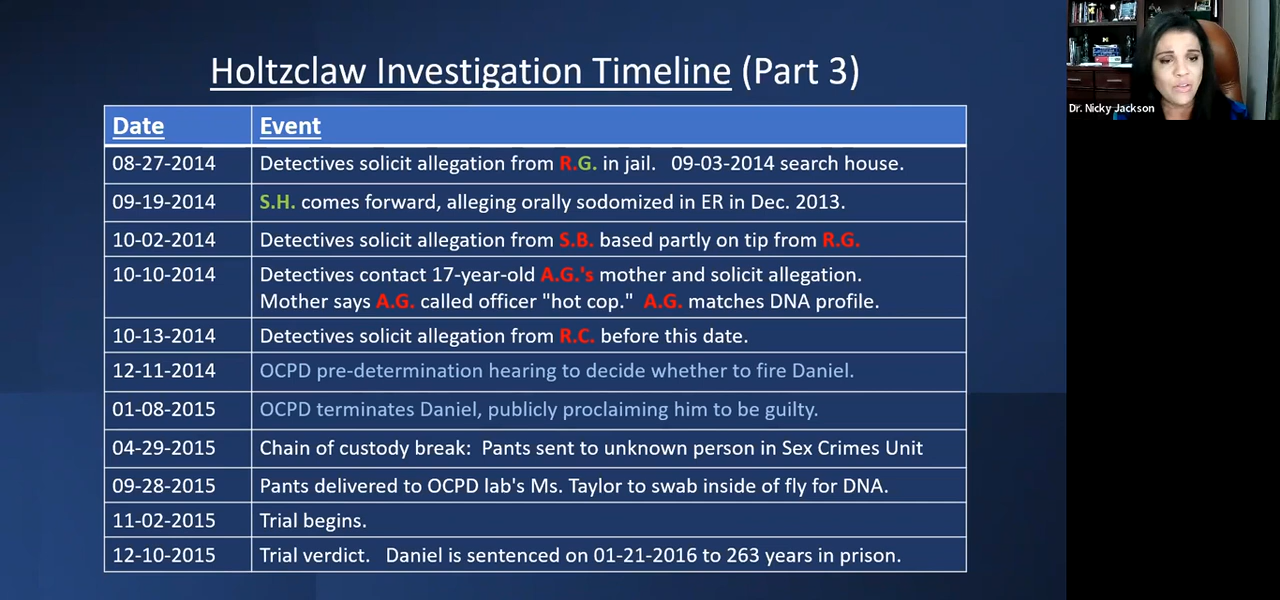 Holtzclaw Investigation Timeline (Part 3)
Dr. Nicky Jackson
Date Event
08-27-2014 Detectives solicit allegation from R.G. in jail. 09-03-2014 search house.
09-19-2014 S.H. comes forward, alleging orally sodomized in ER in Dec. 2013.
10-02-2014 Detectives solicit allegation from S.B. based partly on tip from R.G.
10-10-2014 Detectives contact 17-year-old A.G.'s mother and solicit allegation.
Mother says A.G. called officer "hot cop." A.G. matches DNA profile.
10-13-2014 Detectives solicit allegation from R.C. before this date.
12-11-2014 OCPD pre-determination hearing to decide whether to fire Daniel.
01-08-2015 OCPD terminates Daniel, publicly proclaiming him to be guilty.
04-29-2015 Chain of custody break: Pants sent to unknown person in Sex Crimes Unit
09-28-2015 Pants delivered to OCPD lab's Ms. Taylor to swab inside of fly for DNA.
11-02-2015 Trial begins.
12-10-2015 Trial verdict. Daniel is sentenced on 01-21-2016 to 263 years in prison.